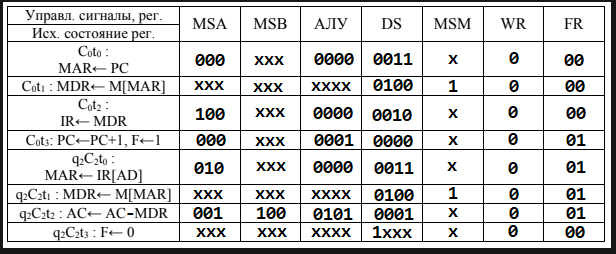 Управл. сигналы, рег. MSA MSB АЛУ DS MSM WR FR
Исх. состояние рег.
C₀t₀ :
MAR← PC 000 xxx 0000 0011 x 0 00
C₀t₁ : MDR← M[MAR] xxx xxx xxxx 0100 1 0 00
C₀t₂ :
IR← MDR 100 xxx 0000 0010 x 0 00
C₀t₃: PC←PC+1, F←1 000 xxx 0001 0000 x 0 01
q₂C₂t₀ :
MAR← IR[AD] 010 xxx 0000 0011 x 0 01
q₂C₂t₁ : MDR← M[MAR] xxx xxx xxxx 0100 1 0 01
q₂C₂t₂ : AC← AC-MDR 001 100 0101 0001 x 0 01
q₂C₂t₃ : F← 0 xxx xxx xxxx 1xxx x 0 00